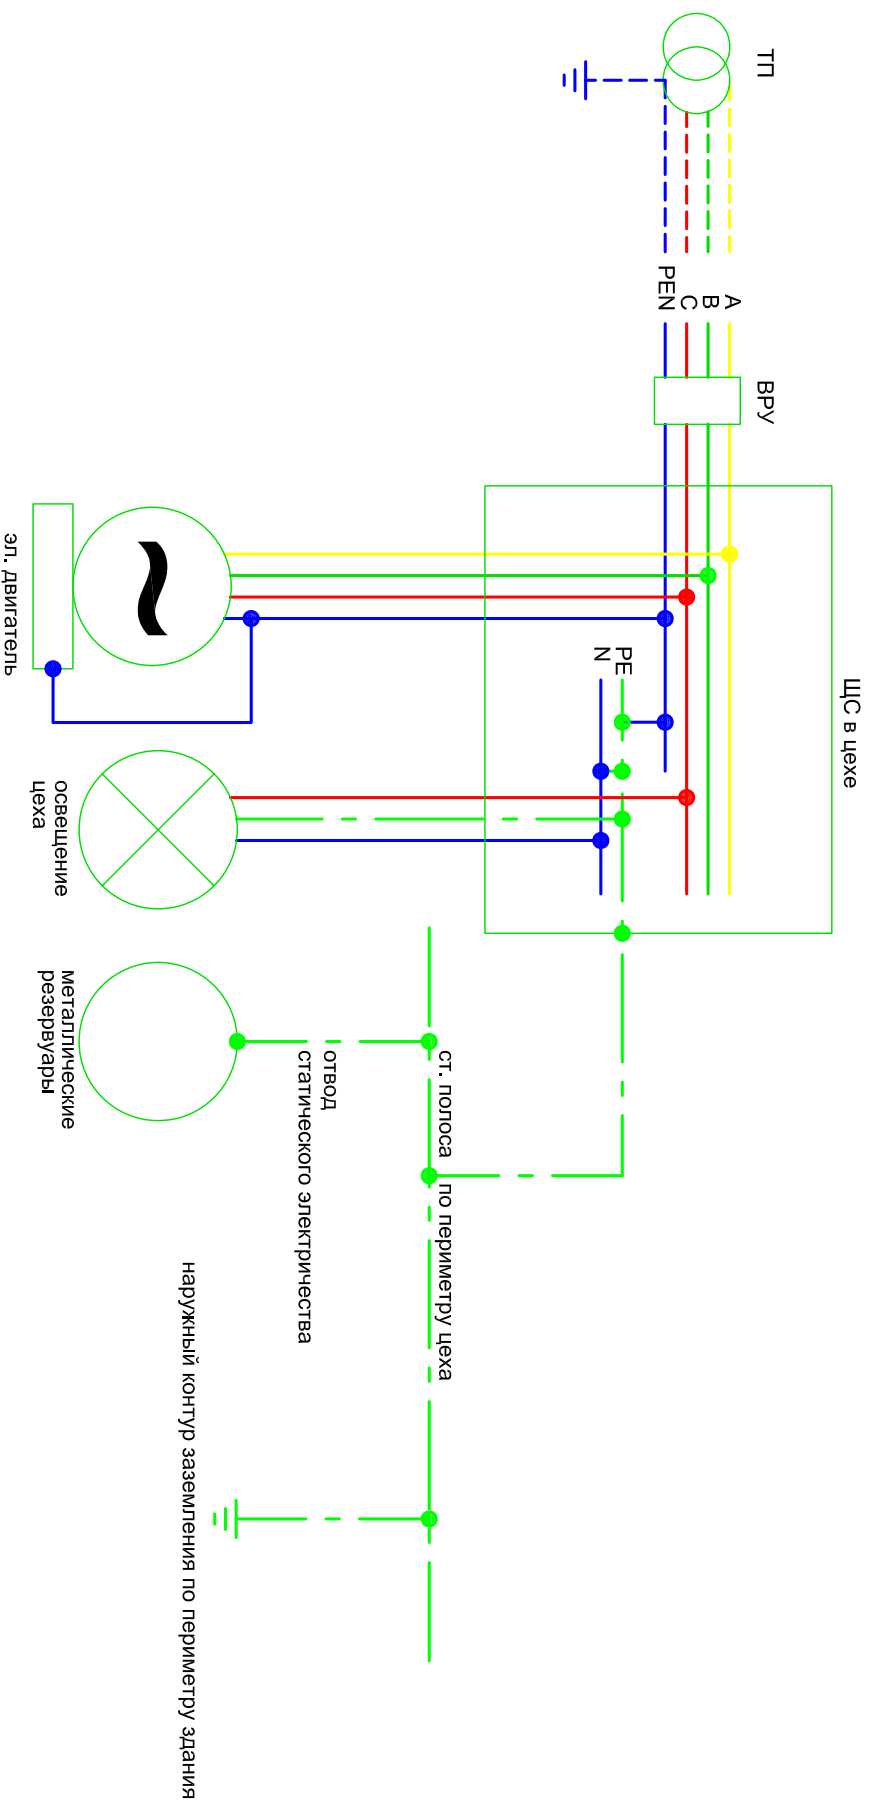 ТП
A
B
C
PEN
ВРУ
ЩС в цехе
PE
N
эл. двигатель
освещение
цеха
металлические
резервуары
отвод
статического электричества
ст. полоса по периметру цеха
наружный контур заземления по периметру здания